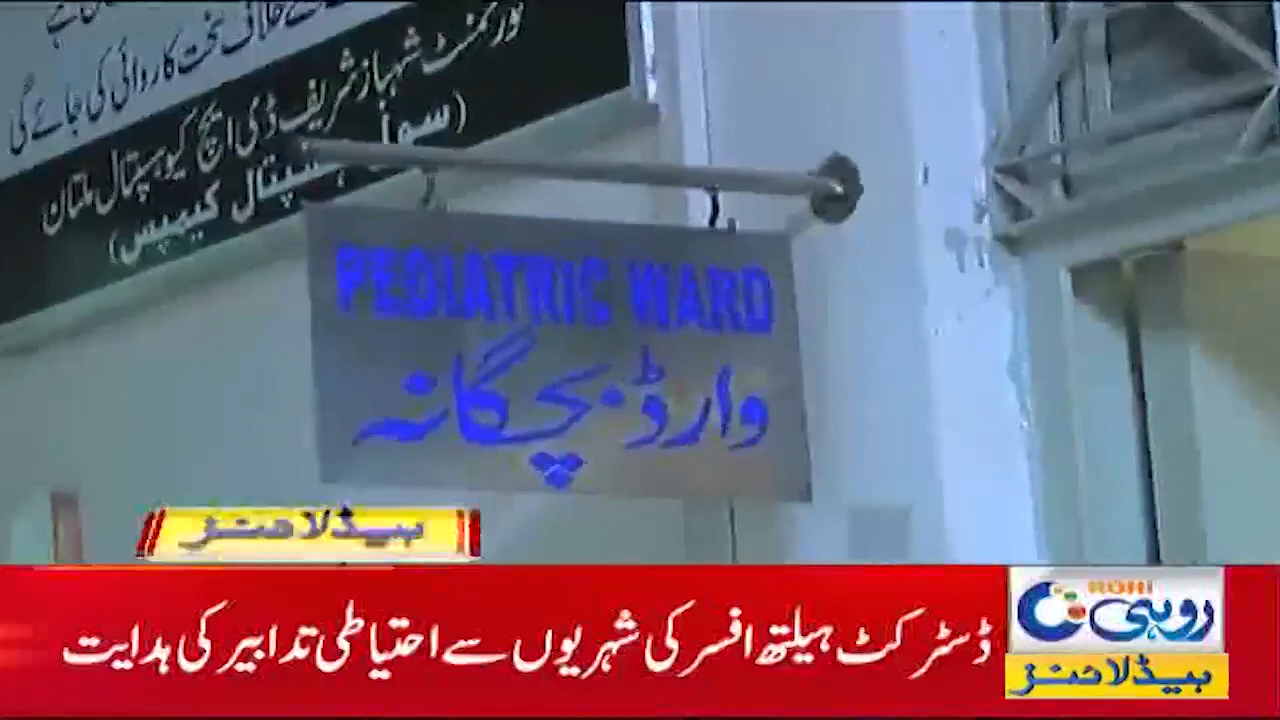 کے خلاف سخت کاروائی کی جائے گی
گورنمنٹ شہباز شریف ڈی ایچ کیو ہسپتال ملتان
(سول ہسپتال کیمپس)
PEDIATRIC WARD
وارڈ بچگانہ
ہیڈلائنز
ڈسٹرکٹ ہیلتھ افسر کی شہریوں سے احتیاطی تدابیر کی ہدایت
ROHI
روہی
ہیڈلائنز